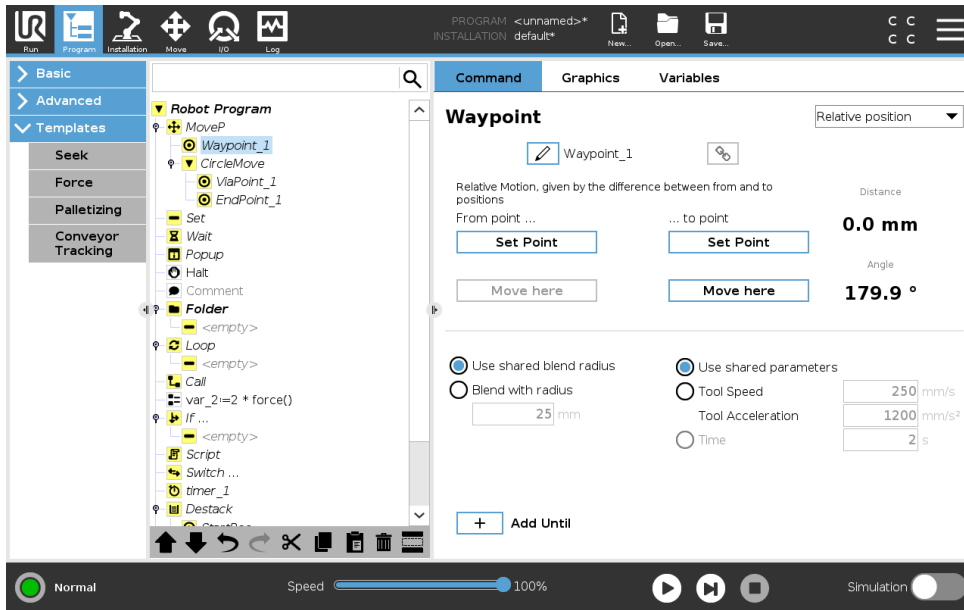 PROGRAM <unnamed>*
INSTALLATION default*
UR
Run
Program
Installation
Move
I/O
Log
New...
Open...
Save...
C C
C C
Basic
Advanced
Templates
Seek
Force
Palletizing
Conveyor
Tracking
Robot Program
MoveP
Waypoint_1
CircleMove
ViaPoint_1
EndPoint_1
Set
Wait
Popup
Halt
Comment
Folder
<empty>
Loop
<empty>
Call
var_2:=2 * force()
If ...
<empty>
Script
Switch ...
timer_1
Destack
Command Graphics Variables
Waypoint
Relative position
Waypoint_1
Relative Motion, given by the difference between from and to
positions
From point ... ... to point
Set Point Set Point
Move here Move here
Distance
0.0 mm
Angle
179.9 °
Use shared blend radius
Blend with radius
25 mm
Use shared parameters
Tool Speed 250 mm/s
Tool Acceleration 1200 mm/s²
Time 2 s
+ Add Until
Normal
Speed 100%
Simulation